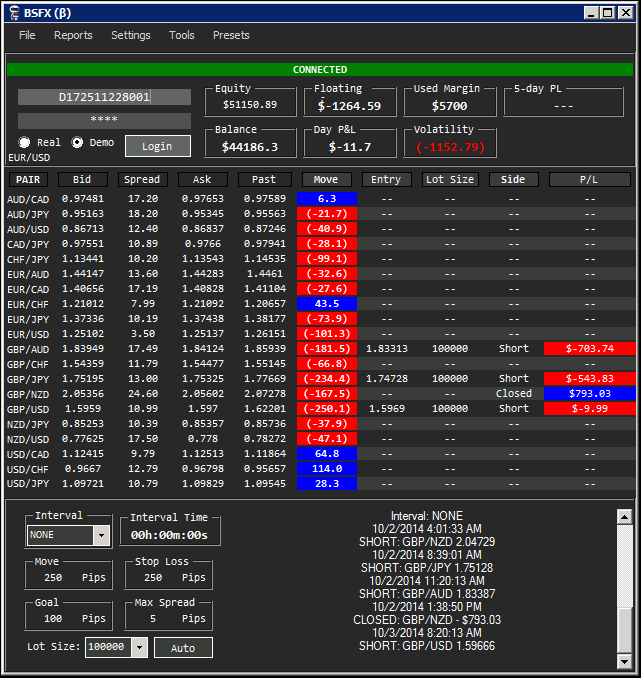 BSFX (β)
File Reports Settings Tools Presets
CONNECTED
D172511228001
****
Real Demo Login
EUR/USD
Equity Floating Used Margin 5-day PL
$51150.89 $-1264.59 $5700 ---
Balance Day P&L Volatility
$44186.3 $-11.7 (-1152.79)
PAIR Bid Spread Ask Past Move Entry Lot Size Side P/L
AUD/CAD 0.97481 17.20 0.97653 0.97589 6.3 -- -- -- --
AUD/JPY 0.95163 18.20 0.95345 0.95563 (-21.7) -- -- -- --
AUD/USD 0.86713 12.40 0.86837 0.87246 (-40.9) -- -- -- --
CAD/JPY 0.97551 10.89 0.9766 0.97941 (-28.1) -- -- -- --
CHF/JPY 1.13441 10.20 1.13543 1.14535 (-99.1) -- -- -- --
EUR/AUD 1.44147 13.60 1.44283 1.4461 (-32.6) -- -- -- --
EUR/CAD 1.40656 17.19 1.40828 1.41104 (-27.6) -- -- -- --
EUR/CHF 1.21012 7.99 1.21092 1.20657 43.5 -- -- -- --
EUR/JPY 1.37336 10.19 1.37438 1.38177 (-73.9) -- -- -- --
EUR/USD 1.25102 3.50 1.25137 1.26151 (-101.3) -- -- -- --
GBP/AUD 1.83949 17.49 1.84124 1.85939 (-181.5) 1.83313 100000 Short $-703.74
GBP/CHF 1.54359 11.79 1.54477 1.55145 (-66.8) -- -- -- --
GBP/JPY 1.75195 13.00 1.75325 1.77669 (-234.4) 1.74728 100000 Short $-543.83
GBP/NZD 2.05356 24.60 2.05602 2.07278 (-167.5) -- -- Closed $793.03
GBP/USD 1.5959 10.99 1.597 1.62201 (-250.1) 1.5969 100000 Short $-9.99
NZD/JPY 0.85253 10.39 0.85357 0.85736 (-37.9) -- -- -- --
NZD/USD 0.77625 17.50 0.778 0.78272 (-47.1) -- -- -- --
USD/CAD 1.12415 9.79 1.12513 1.11864 64.8 -- -- -- --
USD/CHF 0.9667 12.79 0.96798 0.95657 114.0 -- -- -- --
USD/JPY 1.09721 10.79 1.09829 1.09545 28.3 -- -- -- --
Interval Interval Time
NONE 00h:00m:00s
Move Stop Loss
250 Pips 250 Pips
Goal Max Spread
100 Pips 5 Pips
Lot Size: 100000 Auto
Interval: NONE
10/2/2014 4:01:33 AM
SHORT: GBP/NZD 2.04729
10/2/2014 8:39:01 AM
SHORT: GBP/JPY 1.75128
10/2/2014 11:20:13 AM
SHORT: GBP/AUD 1.83387
10/2/2014 1:38:50 PM
CLOSED: GBP/NZD - $793.03
10/3/2014 8:20:13 AM
SHORT: GBP/USD 1.59666